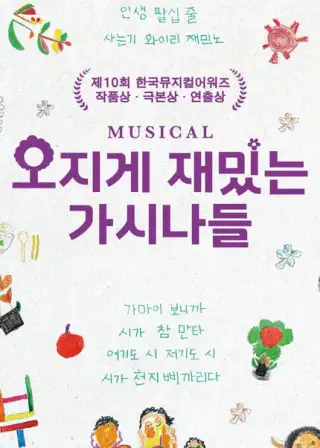 인생 팔십 줄
사는기 와이리 재민노
제10회 한국뮤지컬어워즈
작품상 · 극본상 · 연출상
MUSICAL
오지게 재밌는
가시나들
가마이 보니까
시가 참 만타
여기도 시 저기도 시
시가 천지삐까리다